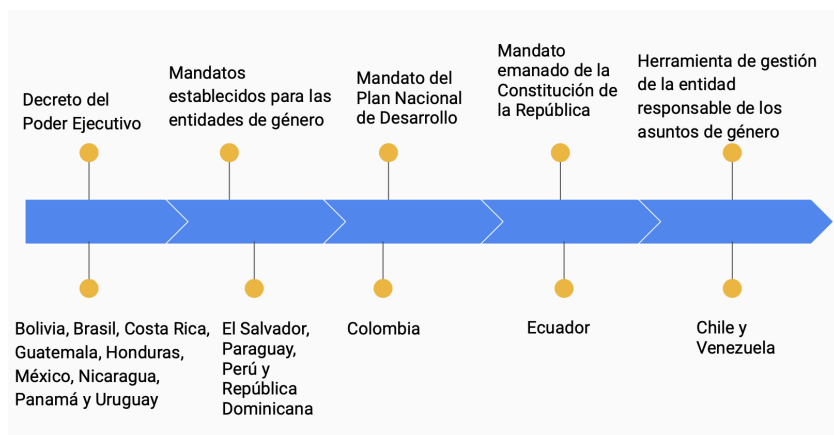 Decreto del
Poder Ejecutivo
Mandatos
establecidos para las
entidades de género
Mandato del
Plan Nacional
de Desarrollo
Mandato
emanado de la
Constitución de
la República
Herramienta de gestión
de la entidad
responsable de los
asuntos de género
Bolivia, Brasil, Costa Rica,
Guatemala, Honduras,
México, Nicaragua,
Panamá y Uruguay
El Salvador,
Paraguay,
Perú y
República
Dominicana
Colombia
Ecuador
Chile y
Venezuela